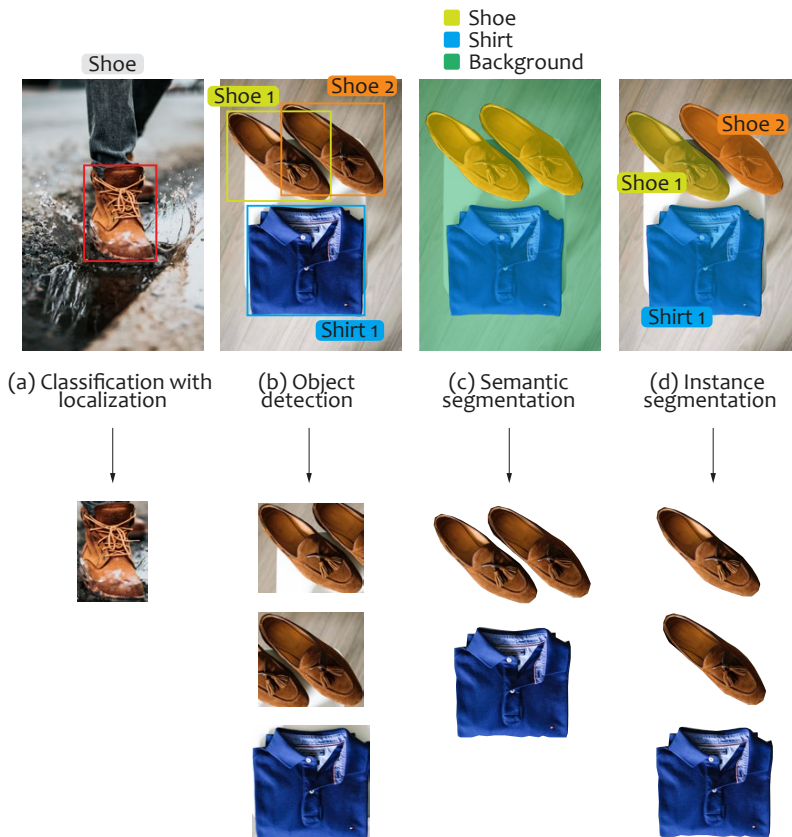 Shoe
Shirt
Background
Shoe
Shoe 1
Shoe 2
Shirt 1
Shoe 2
Shoe 1
Shirt 1
(a) Classification with
localization
(b) Object
detection
(c) Semantic
segmentation
(d) Instance
segmentation